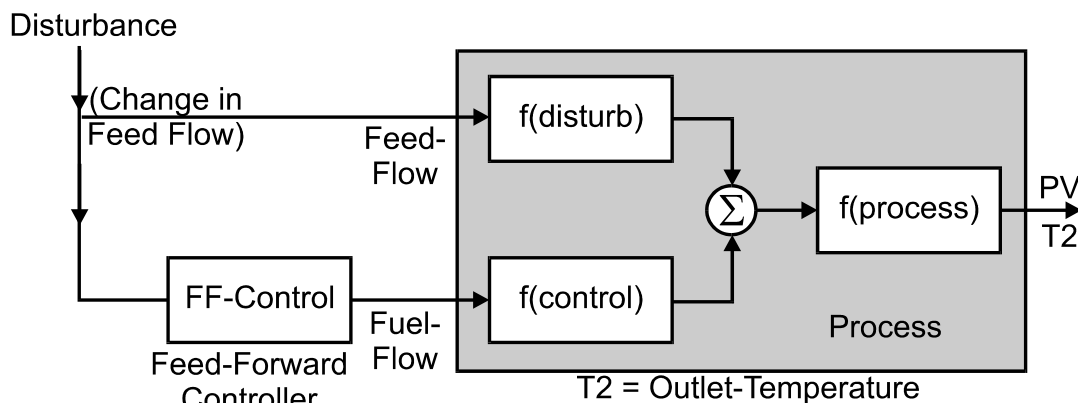 Disturbance
(Change in
Feed Flow)
Feed-
Flow
f(disturb)
Σ
f(process)
PV
T2
FF-Control
Fuel-
Flow
f(control)
Process
Feed-Forward
Controller
T2 = Outlet-Temperature